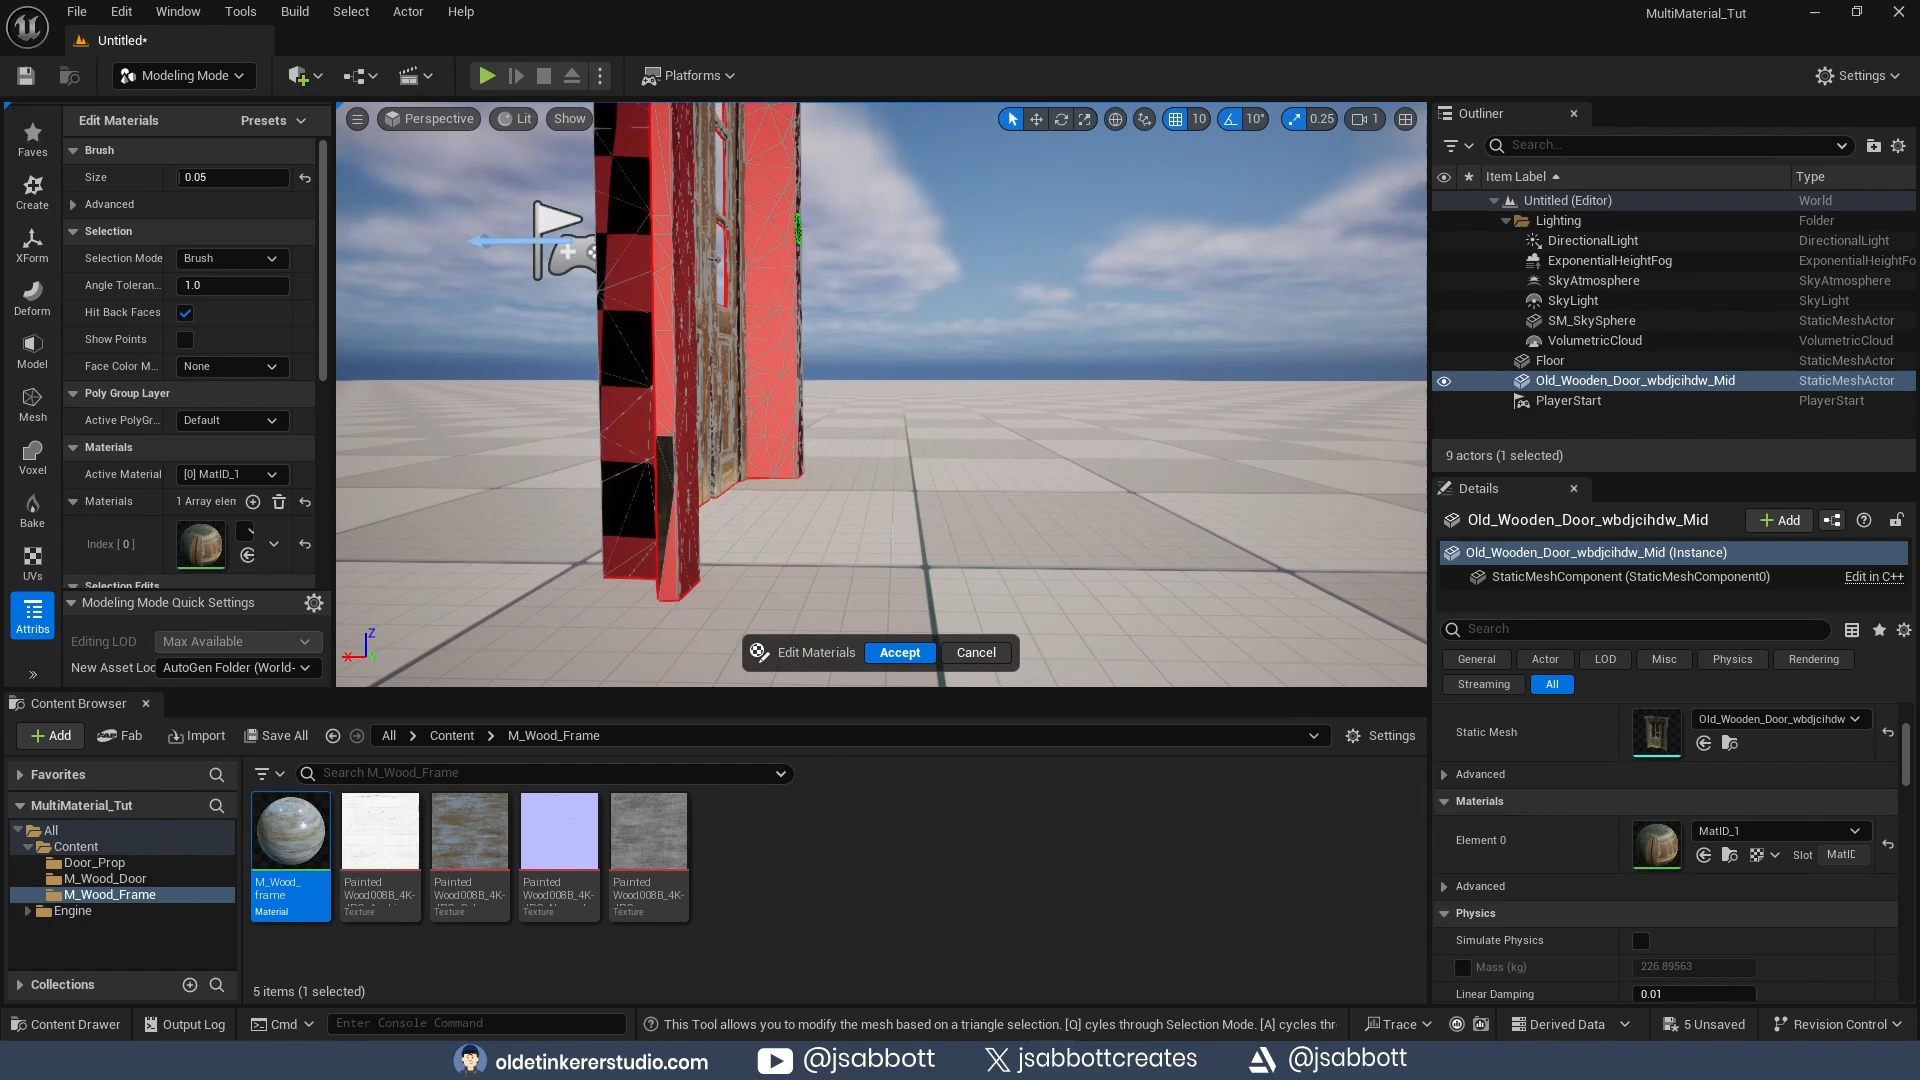 File Edit Window Tools Build Select Actor Help
MultiMaterial_Tut
Untitled*
Modeling Mode
Platforms
Settings
Faves
Create
XForm
Deform
Model
Mesh
Voxel
Bake
UVs
Attribs
Edit Materials Presets
Brush
Size 0.05
Advanced
Selection
Selection Mode Brush
Angle Toleran... 1.0
Hit Back Faces
Show Points
Face Color M... None
Poly Group Layer
Active PolyGr... Default
Materials
Active Material [0] MatID_1
Materials 1 Array elen
Index [ 0 ]
Selection Edits
Modeling Mode Quick Settings
Editing LOD Max Available
New Asset Loc AutoGen Folder (World-
Perspective Lit Show
10 10° 0.25 1
Z
X
Edit Materials Accept Cancel
Outliner
Search...
Item Label Type
Untitled (Editor) World
Lighting Folder
DirectionalLight DirectionalLight
ExponentialHeightFog ExponentialHeightFo
SkyAtmosphere SkyAtmosphere
SkyLight SkyLight
SM_SkySphere StaticMeshActor
VolumetricCloud VolumetricCloud
Floor StaticMeshActor
Old_Wooden_Door_wbdjcihdw_Mid StaticMeshActor
PlayerStart PlayerStart
9 actors (1 selected)
Details
Old_Wooden_Door_wbdjcihdw_Mid Add
Old_Wooden_Door_wbdjcihdw_Mid (Instance)
StaticMeshComponent (StaticMeshComponent0) Edit in C++
Search
General Actor LOD Misc Physics Rendering
Streaming All
Static Mesh Old_Wooden_Door_wbdjcihdw
Advanced
Materials
Element 0 MatID_1
Slot MatID
Advanced
Physics
Simulate Physics
Mass (kg) 226.89563
Linear Damping 0.01
Content Browser
Add Fab Import Save All All Content M_Wood_Frame Settings
Favorites
MultiMaterial_Tut
All
Content
Door_Prop
M_Wood_Door
M_Wood_Frame
Engine
Collections
Search M_Wood_Frame
M_Wood_
frame
Material
Painted
Wood008B_4K-
Texture
Painted
Wood008B_4K-
Texture
Painted
Wood008B_4K-
Texture
Painted
Wood008B_4K-
Texture
5 items (1 selected)
Content Drawer Output Log Cmd Enter Console Command
This Tool allows you to modify the mesh based on a triangle selection. [Q] cyles through Selection Mode. [A] cycles thr
Trace Derived Data 5 Unsaved Revision Control
oldetinkererstudio.com @jsabbott jsabbottcreates @jsabbott